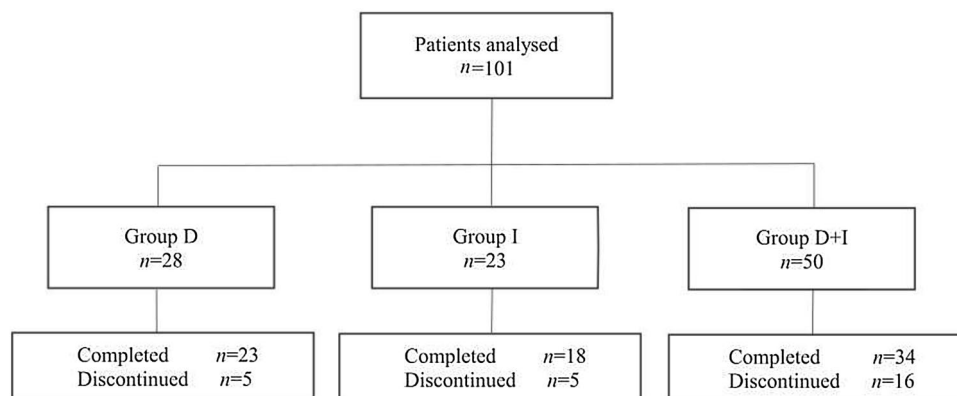 Patients analysed
n=101
Group D
n=28
Group I
n=23
Group D+I
n=50
Completed n=23
Discontinued n=5
Completed n=18
Discontinued n=5
Completed n=34
Discontinued n=16